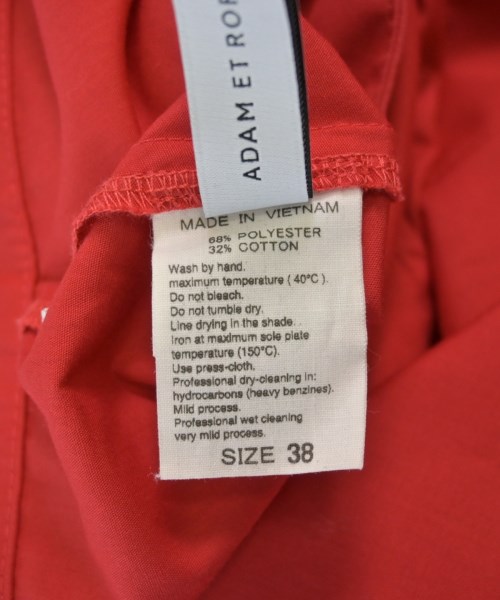 ADAM ET ROP
MADE IN VIETNAM
68% POLYESTER
32% COTTON
Wash by hand.
maximum temperature ( 40°C ).
Do not bleach.
Do not tumble dry.
Line drying in the shade.
Iron at maximum sole plate
temperature (150°C).
Use press-cloth.
Professional dry-cleaning in:
hydrocarbons (heavy benzines).
Mild process.
Professional wet cleaning
very mild process.
SIZE 38